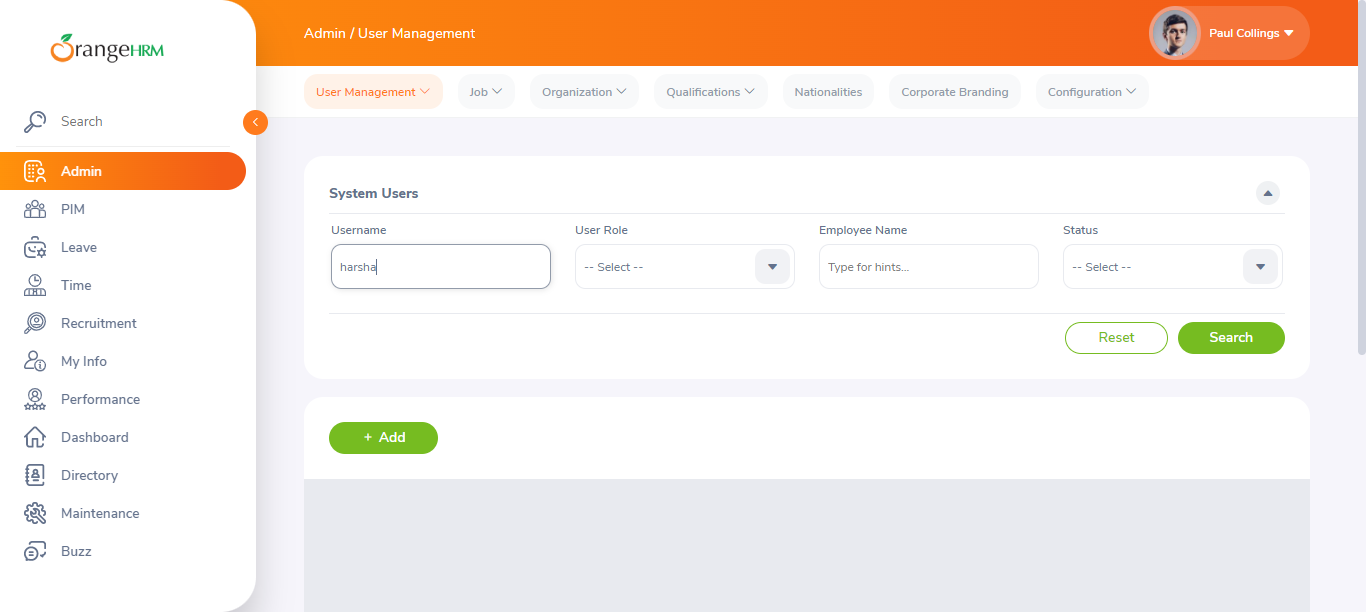 OrangeHRM
Admin / User Management
Paul Collings
User Management
Job
Organization
Qualifications
Nationalities
Corporate Branding
Configuration
Search
Admin
PIM
Leave
Time
Recruitment
My Info
Performance
Dashboard
Directory
Maintenance
Buzz
System Users
Username
User Role
Employee Name
Status
harsha
-- Select --
Type for hints...
-- Select --
Reset
Search
+ Add